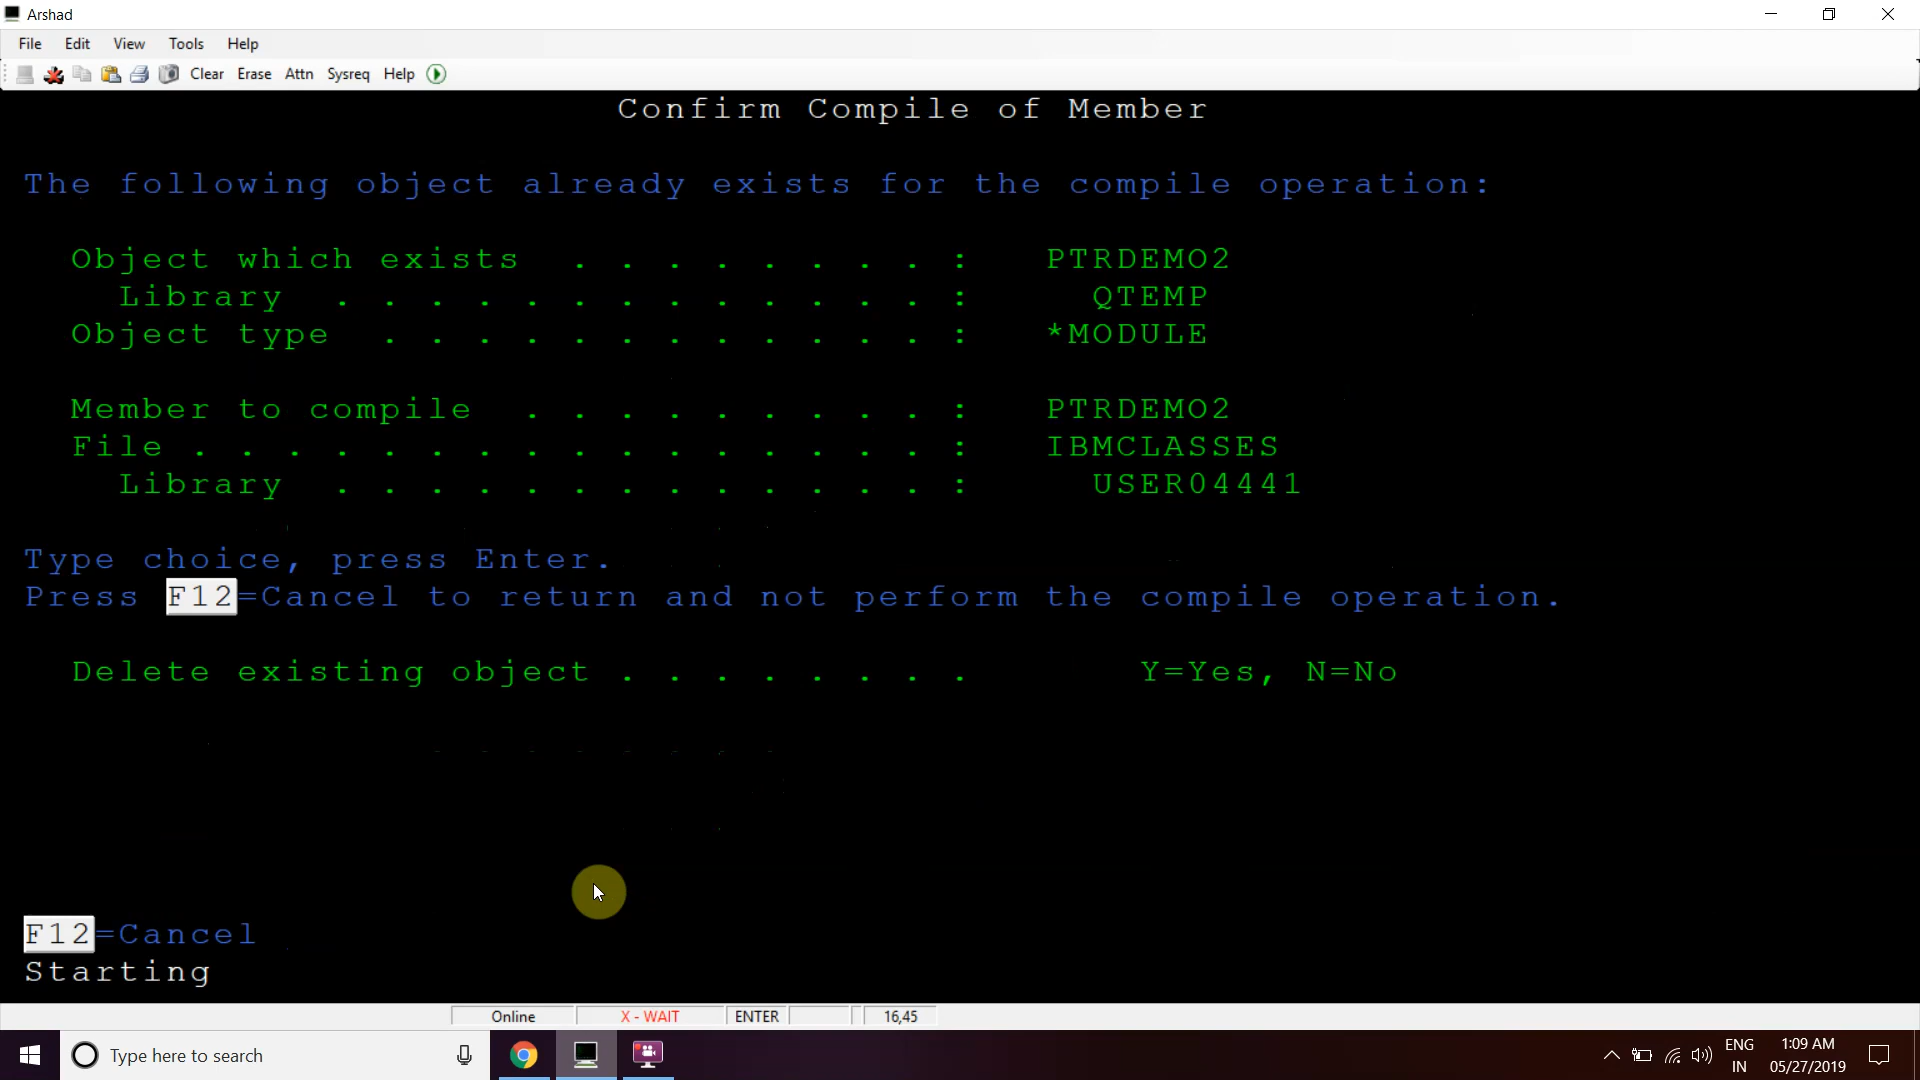 Arshad
File Edit View Tools Help
Clear Erase Attn Sysreq Help
Confirm Compile of Member
The following object already exists for the compile operation:
Object which exists . . . . . . . . : PTRDEMO2
Library . . . . . . . . . . . . . : QTEMP
Object type . . . . . . . . . . . . : *MODULE
Member to compile . . . . . . . . . : PTRDEMO2
File . . . . . . . . . . . . . . . . : IBMCLASSES
Library . . . . . . . . . . . . . : USER04441
Type choice, press Enter.
Press F12=Cancel to return and not perform the compile operation.
Delete existing object . . . . . . . . Y=Yes, N=No
F12=Cancel
Starting
Online X - WAIT ENTER 16,45
Type here to search
ENG 1:09 AM
IN 05/27/2019